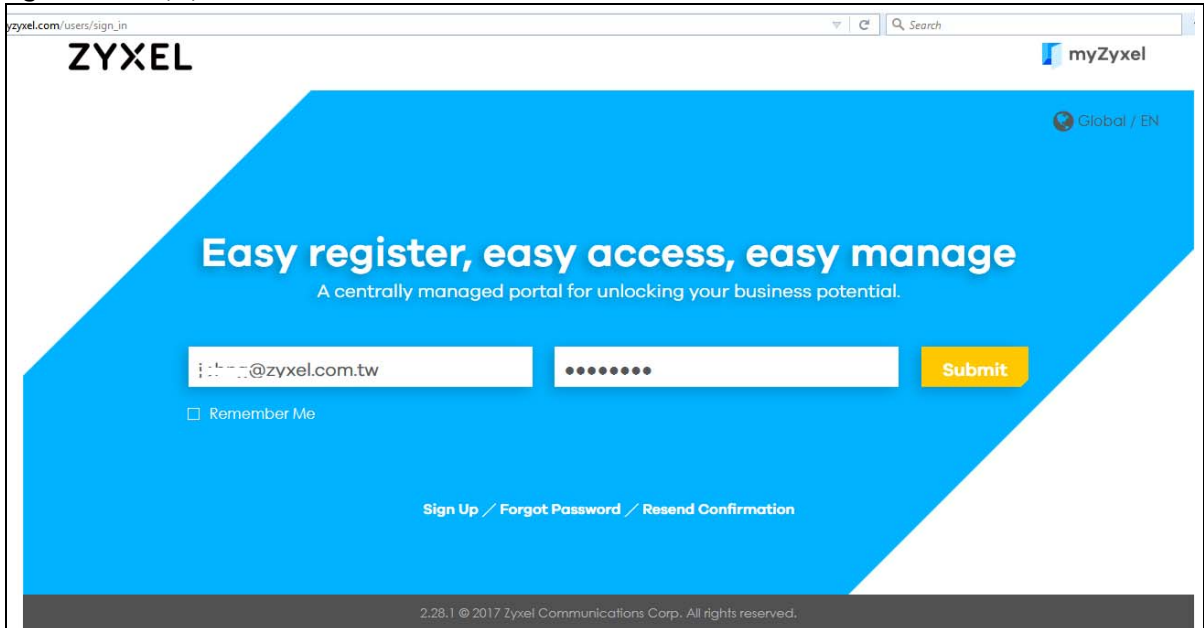 yzyxel.com/users/sign_in Search
ZYXEL myZyxel
Global / EN
Easy register, easy access, easy manage
A centrally managed portal for unlocking your business potential.
@zyxel.com.tw ●●●●●●●● Submit
Remember Me
Sign Up / Forgot Password / Resend Confirmation
2.28.1 © 2017 Zyxel Communications Corp. All rights reserved.